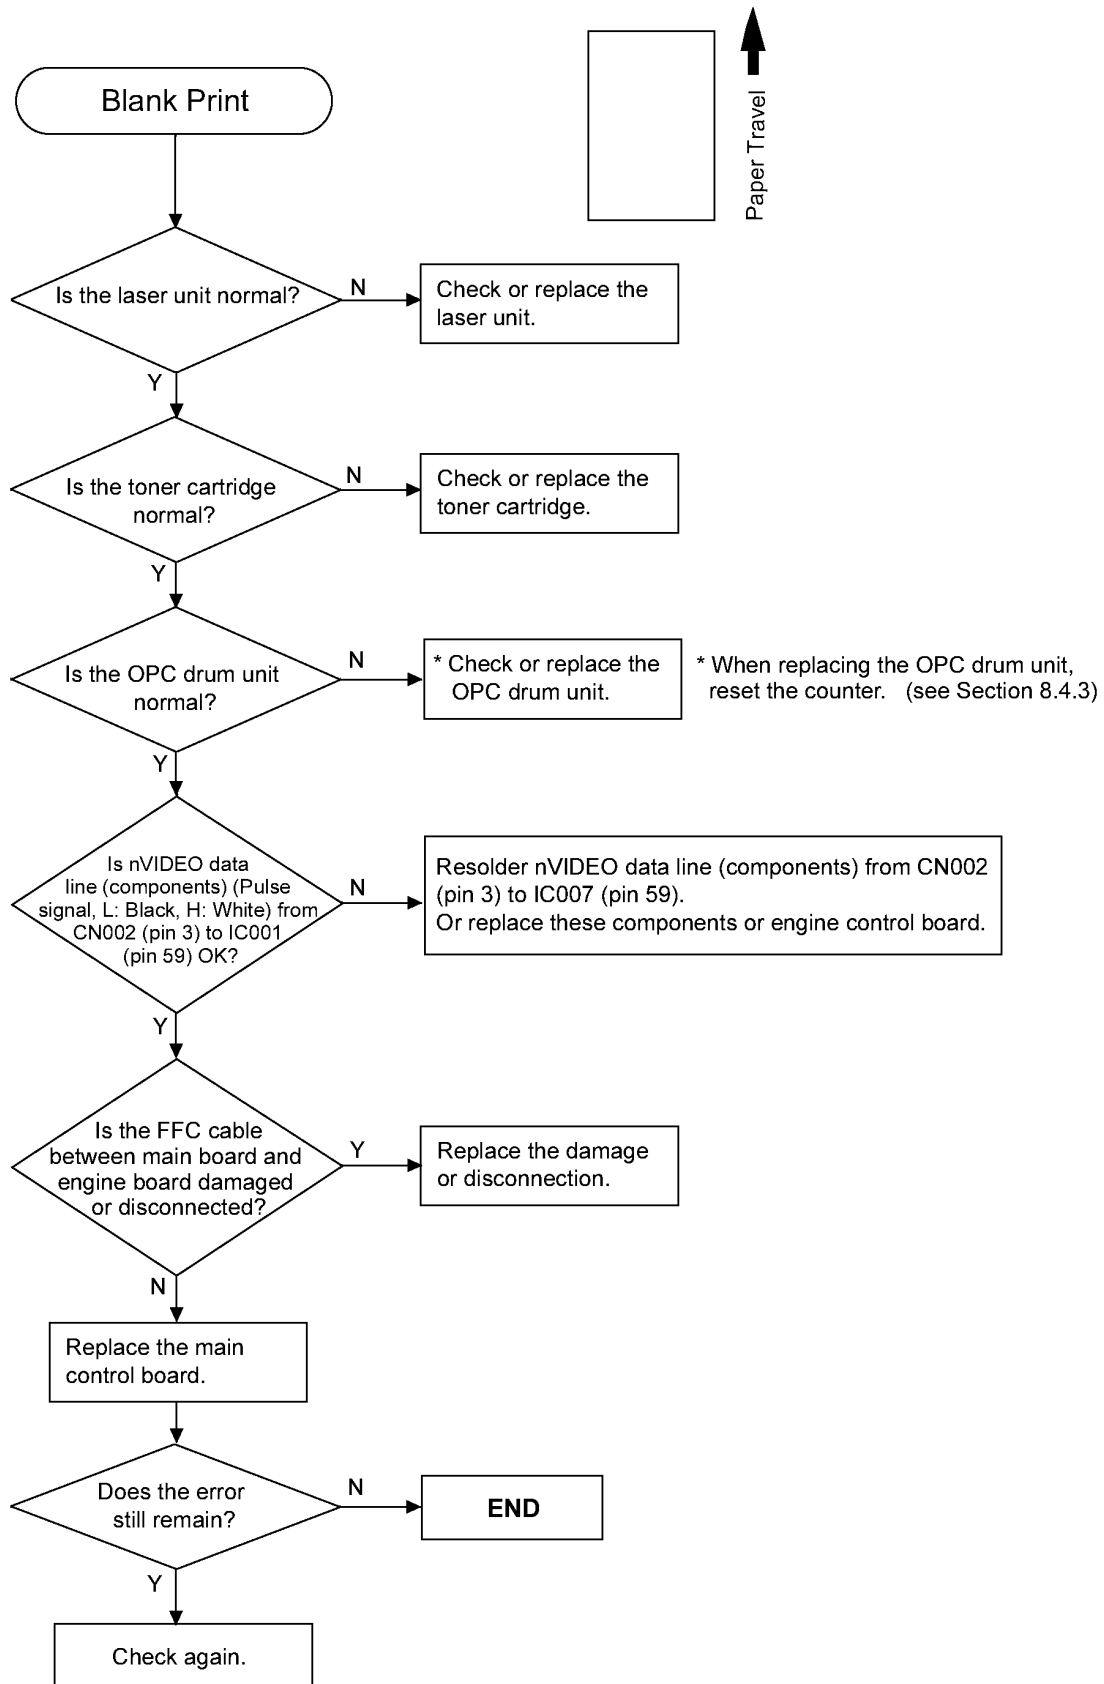 Blank Print
Paper Travel
Is the laser unit normal?
N
Check or replace the
laser unit.
Y
Is the toner cartridge
normal?
N
Check or replace the
toner cartridge.
Y
Is the OPC drum unit
normal?
N
* Check or replace the
OPC drum unit.
* When replacing the OPC drum unit,
reset the counter. (see Section 8.4.3)
Y
Is nVIDEO data
line (components) (Pulse
signal, L: Black, H: White) from
CN002 (pin 3) to IC001
(pin 59) OK?
N
Resolder nVIDEO data line (components) from CN002
(pin 3) to IC007 (pin 59).
Or replace these components or engine control board.
Y
Is the FFC cable
between main board and
engine board damaged
or disconnected?
Y
Replace the damage
or disconnection.
N
Replace the main
control board.
Does the error
still remain?
N
END
Y
Check again.